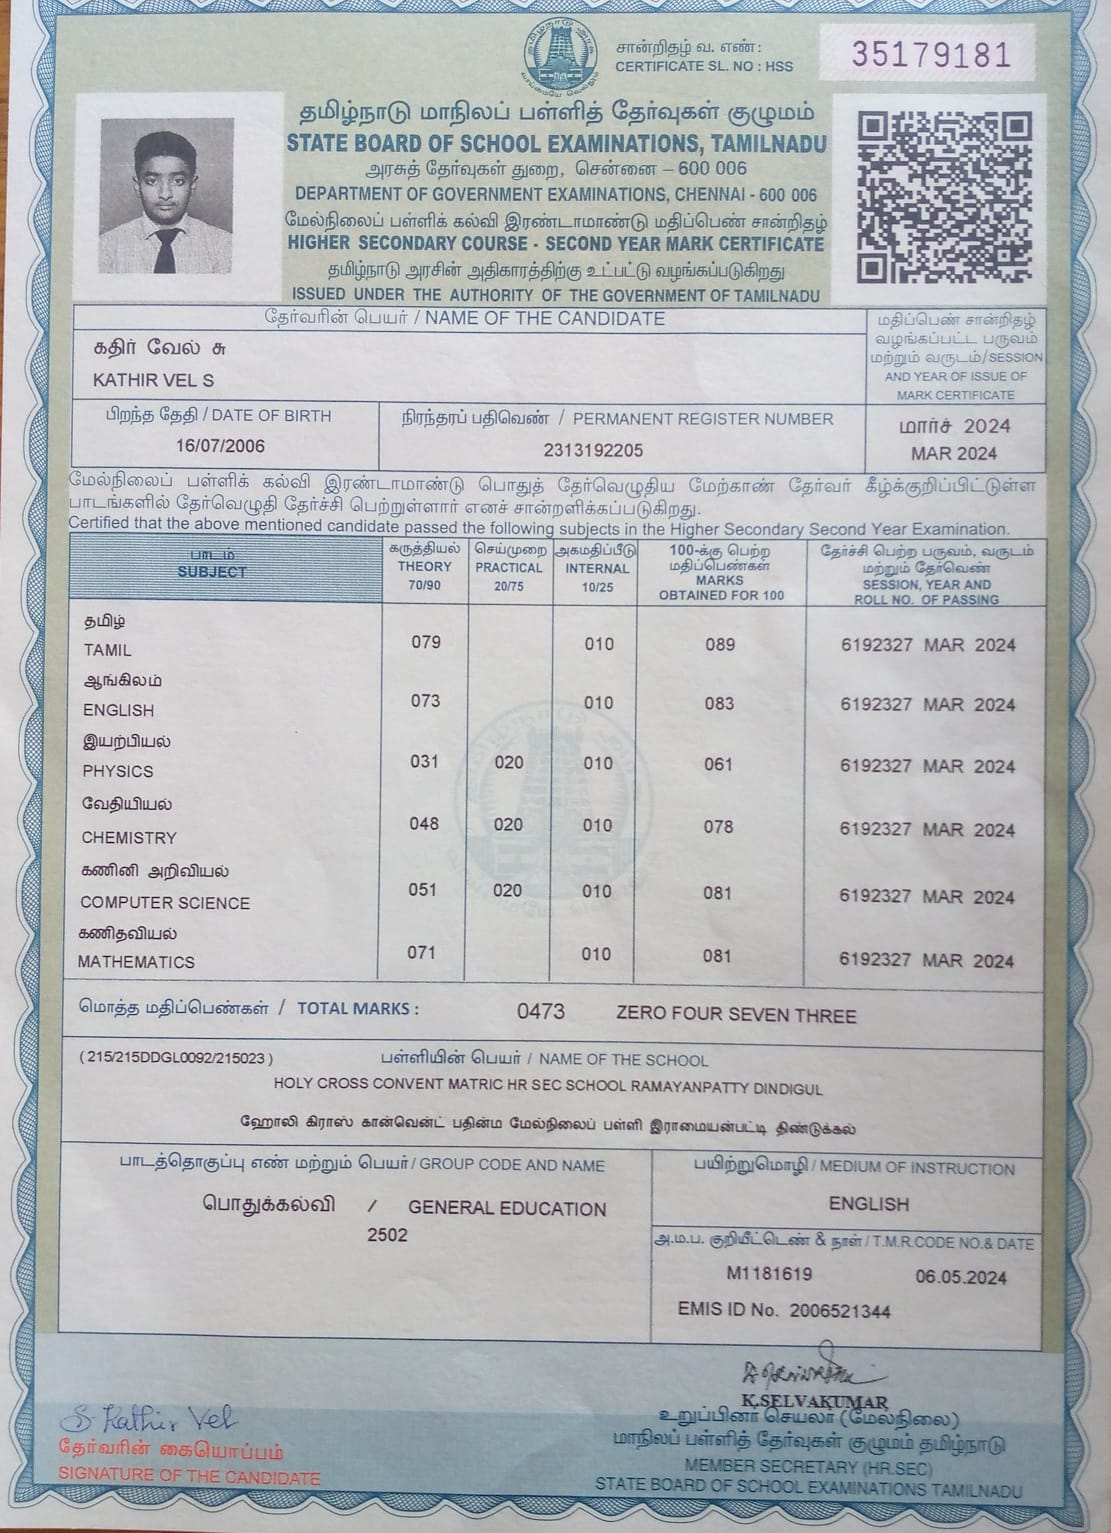 சான்றிதழ் வ. எண்:
CERTIFICATE SL. NO : HSS
35179181
தமிழ்நாடு மாநிலப் பள்ளித் தேர்வுகள் குழுமம்
STATE BOARD OF SCHOOL EXAMINATIONS, TAMILNADU
அரசுத் தேர்வுகள் துறை, சென்னை – 600 006
DEPARTMENT OF GOVERNMENT EXAMINATIONS, CHENNAI - 600 006
மேல்நிலைப் பள்ளிக் கல்வி இரண்டாமாண்டு மதிப்பெண் சான்றிதழ்
HIGHER SECONDARY COURSE - SECOND YEAR MARK CERTIFICATE
தமிழ்நாடு அரசின் அதிகாரத்திற்கு உட்பட்டு வழங்கப்படுகிறது
ISSUED UNDER THE AUTHORITY OF THE GOVERNMENT OF TAMILNADU
தேர்வரின் பெயர் / NAME OF THE CANDIDATE
கதிர் வேல் சு
KATHIR VEL S
மதிப்பெண் சான்றிதழ்
வழங்கப்பட்ட பருவம்
மற்றும் வருடம்/SESSION
AND YEAR OF ISSUE OF
MARK CERTIFICATE
பிறந்த தேதி / DATE OF BIRTH
16/07/2006
நிரந்தரப் பதிவெண் / PERMANENT REGISTER NUMBER
2313192205
மார்ச் 2024
MAR 2024
மேல்நிலைப் பள்ளிக் கல்வி இரண்டாமாண்டு பொதுத் தேர்வெழுதிய மேற்காண் தேர்வர் கீழ்க்குறிப்பிட்டுள்ள
பாடங்களில் தேர்வெழுதி தேர்ச்சி பெற்றுள்ளார் எனச் சான்றளிக்கப்படுகிறது.
Certified that the above mentioned candidate passed the following subjects in the Higher Secondary Second Year Examination.
பாடம்
SUBJECT
கருத்தியல்
THEORY
70/90
செய்முறை
PRACTICAL
20/75
அகமதிப்பீடு
INTERNAL
10/25
100-க்கு பெற்ற
மதிப்பெண்கள்
MARKS
OBTAINED FOR 100
தேர்ச்சி பெற்ற பருவம், வருடம்
மற்றும் தேர்வெண்
SESSION, YEAR AND
ROLL NO. OF PASSING
தமிழ்
TAMIL 079 010 089 6192327 MAR 2024
ஆங்கிலம்
ENGLISH 073 010 083 6192327 MAR 2024
இயற்பியல்
PHYSICS 031 020 010 061 6192327 MAR 2024
வேதியியல்
CHEMISTRY 048 020 010 078 6192327 MAR 2024
கணினி அறிவியல்
COMPUTER SCIENCE 051 020 010 081 6192327 MAR 2024
கணிதவியல்
MATHEMATICS 071 010 081 6192327 MAR 2024
மொத்த மதிப்பெண்கள் / TOTAL MARKS : 0473 ZERO FOUR SEVEN THREE
( 215/215DDGL0092/215023 ) பள்ளியின் பெயர் / NAME OF THE SCHOOL
HOLY CROSS CONVENT MATRIC HR SEC SCHOOL RAMAYANPATTY DINDIGUL
ஹோலி கிராஸ் கான்வென்ட் பதின்ம மேல்நிலைப் பள்ளி இராமையன்பட்டி திண்டுக்கல்
பாடத்தொகுப்பு எண் மற்றும் பெயர்/ GROUP CODE AND NAME
பொதுக்கல்வி / GENERAL EDUCATION
2502
பயிற்றுமொழி / MEDIUM OF INSTRUCTION
ENGLISH
அ.ம.ப. குறியீட்டெண் & நாள் / T.M.R.CODE NO.& DATE
M1181619 06.05.2024
EMIS ID No. 2006521344
S. Kathir Vel
தேர்வரின் கையொப்பம்
SIGNATURE OF THE CANDIDATE
K.SELVAKUMAR
உறுப்பினர் செயலர் (மேல்நிலை)
மாநிலப் பள்ளித் தேர்வுகள் குழுமம் தமிழ்நாடு
MEMBER SECRETARY (HR.SEC)
STATE BOARD OF SCHOOL EXAMINATIONS TAMILNADU